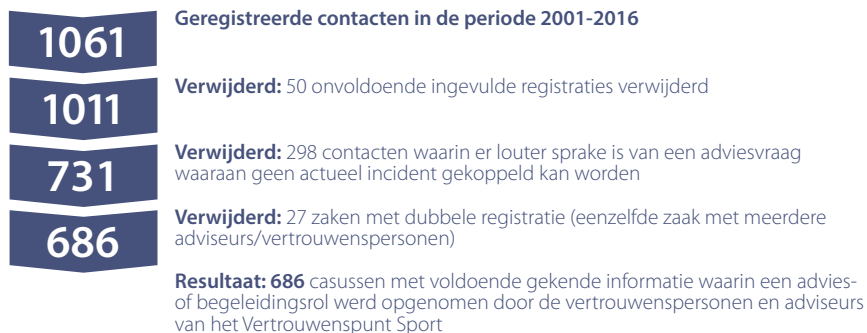 1061
Geregistreerde contacten in de periode 2001-2016
1011
Verwijderd: 50 onvoldoende ingevulde registraties verwijderd
731
Verwijderd: 298 contacten waarin er louter sprake is van een adviesvraag
waaraan geen actueel incident gekoppeld kan worden
686
Verwijderd: 27 zaken met dubbele registratie (eenzelfde zaak met meerdere
adviseurs/vertrouwenspersonen)
Resultaat: 686 casussen met voldoende gekende informatie waarin een advies-
of begeleidingsrol werd opgenomen door de vertrouwenspersonen en adviseurs
van het Vertrouwenspunt Sport